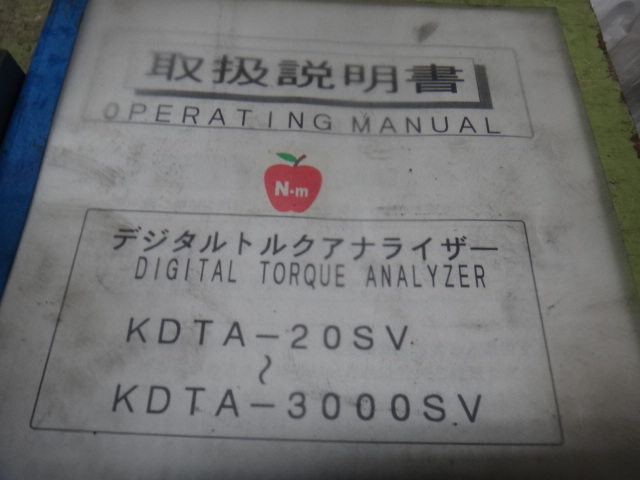 取扱説明書
OPERATING MANUAL
N・m
デジタルトルクアナライザー
DIGITAL TORQUE ANALYZER
KDTA-20SV
~
KDTA-3000SV